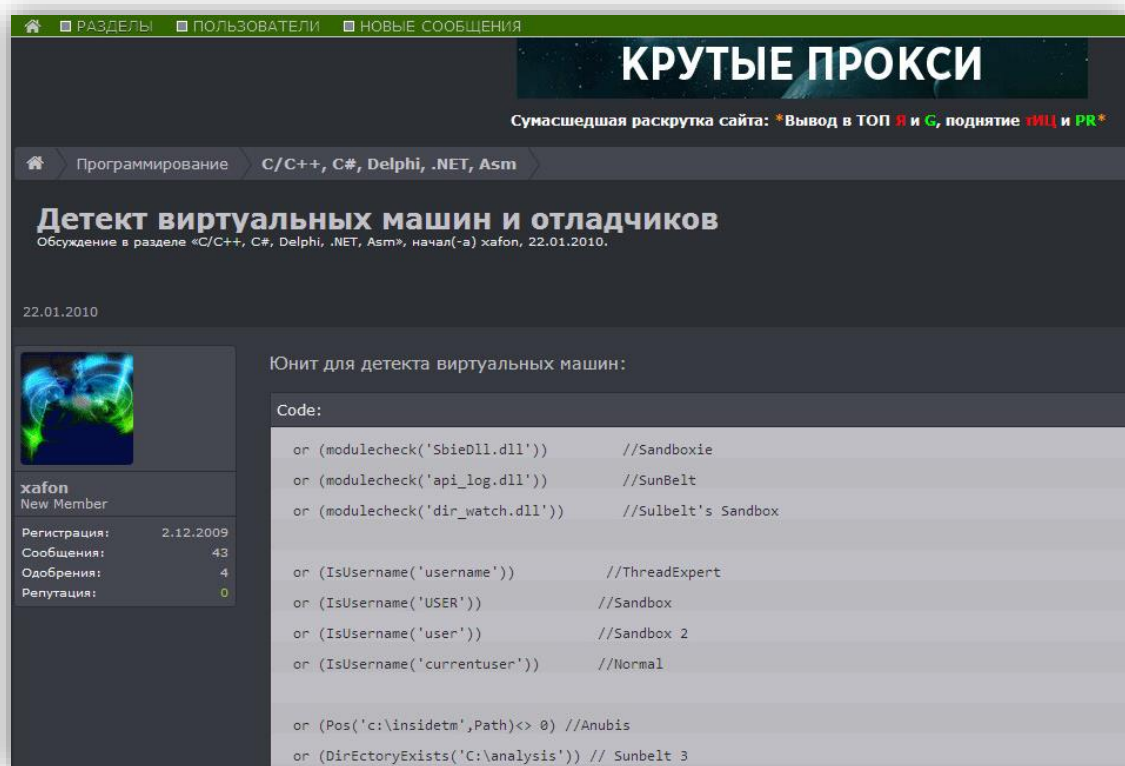 РАЗДЕЛЫ ПОЛЬЗОВАТЕЛИ НОВЫЕ СООБЩЕНИЯ
КРУТЫЕ ПРОКСИ
Сумасшедшая раскрутка сайта: *Вывод в ТОП Я и G, поднятие тИЦ и PR*
Программирование C/C++, C#, Delphi, .NET, Asm
Детект виртуальных машин и отладчиков
Обсуждение в разделе «C/C++, C#, Delphi, .NET, Asm», начал(-а) xafon, 22.01.2010.
22.01.2010
xafon
New Member
Регистрация: 2.12.2009
Сообщения: 43
Одобрения: 4
Репутация: 0
Юнит для детекта виртуальных машин:
Code:
or (modulecheck('SbieDll.dll')) //Sandboxie
or (modulecheck('api_log.dll')) //SunBelt
or (modulecheck('dir_watch.dll')) //Sulbelt's Sandbox
or (IsUsername('username')) //ThreadExpert
or (IsUsername('USER')) //Sandbox
or (IsUsername('user')) //Sandbox 2
or (IsUsername('currentuser')) //Normal
or (Pos('c:\insidetm',Path)<> 0) //Anubis
or (DirEctoryExists('C:\analysis')) // Sunbelt 3